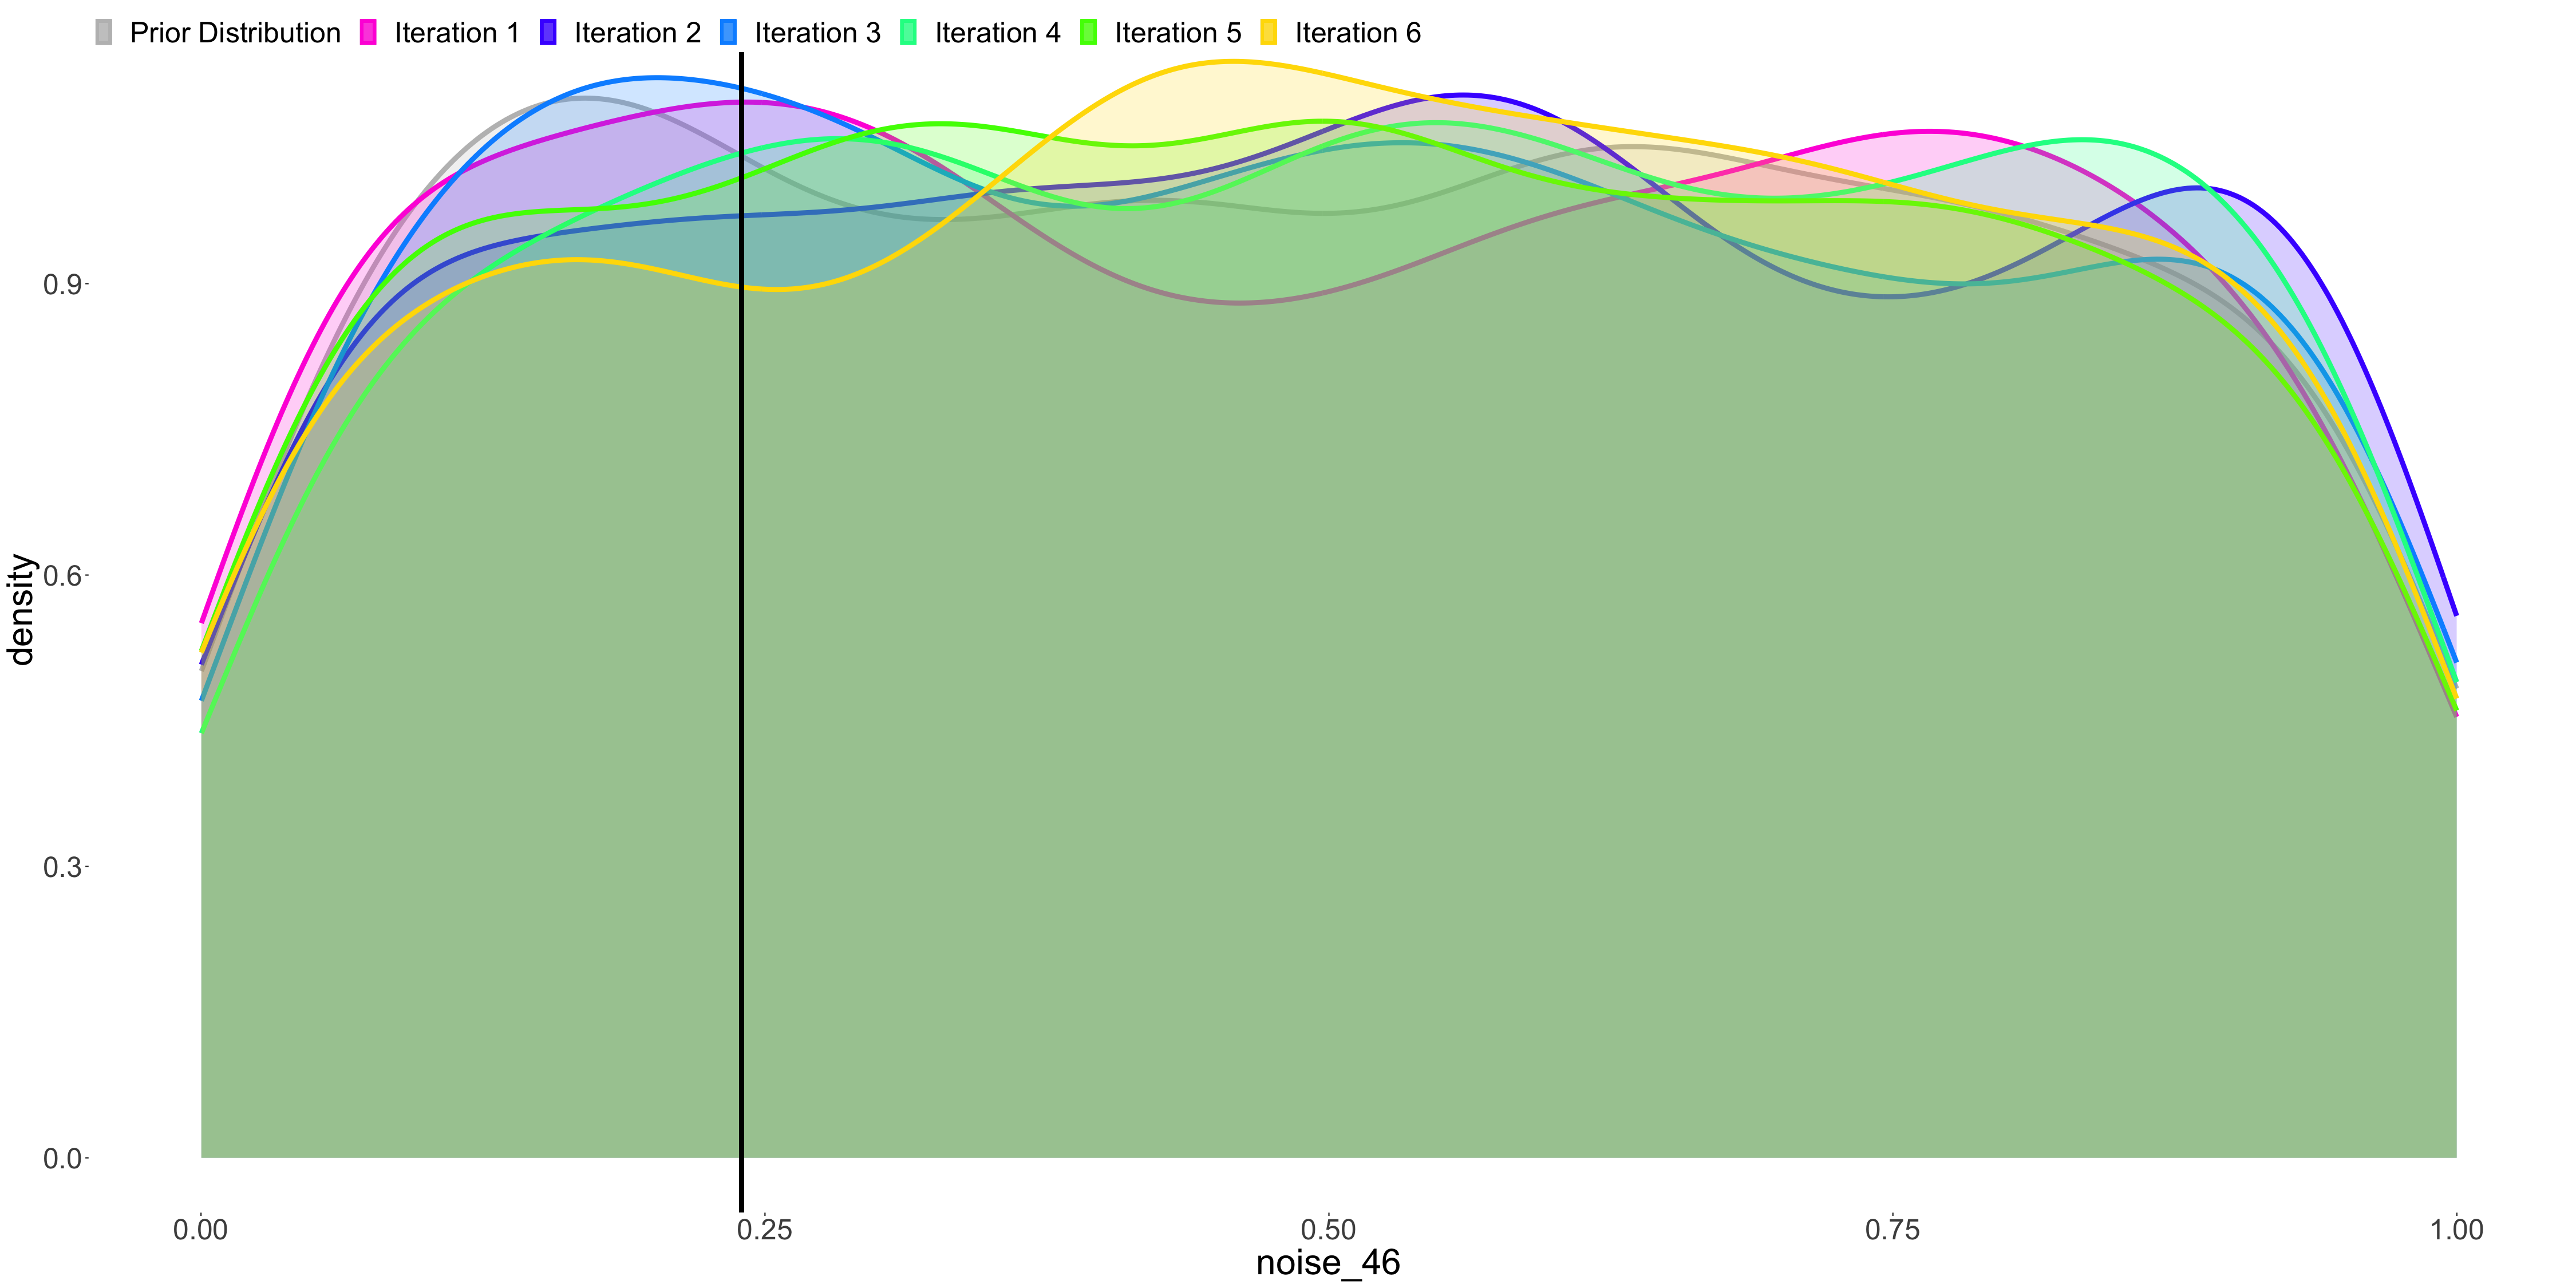 Prior Distribution Iteration 1 Iteration 2 Iteration 3 Iteration 4 Iteration 5 Iteration 6
density
0.9
0.6
0.3
0.0
0.00 0.25 0.50 0.75 1.00
noise_46